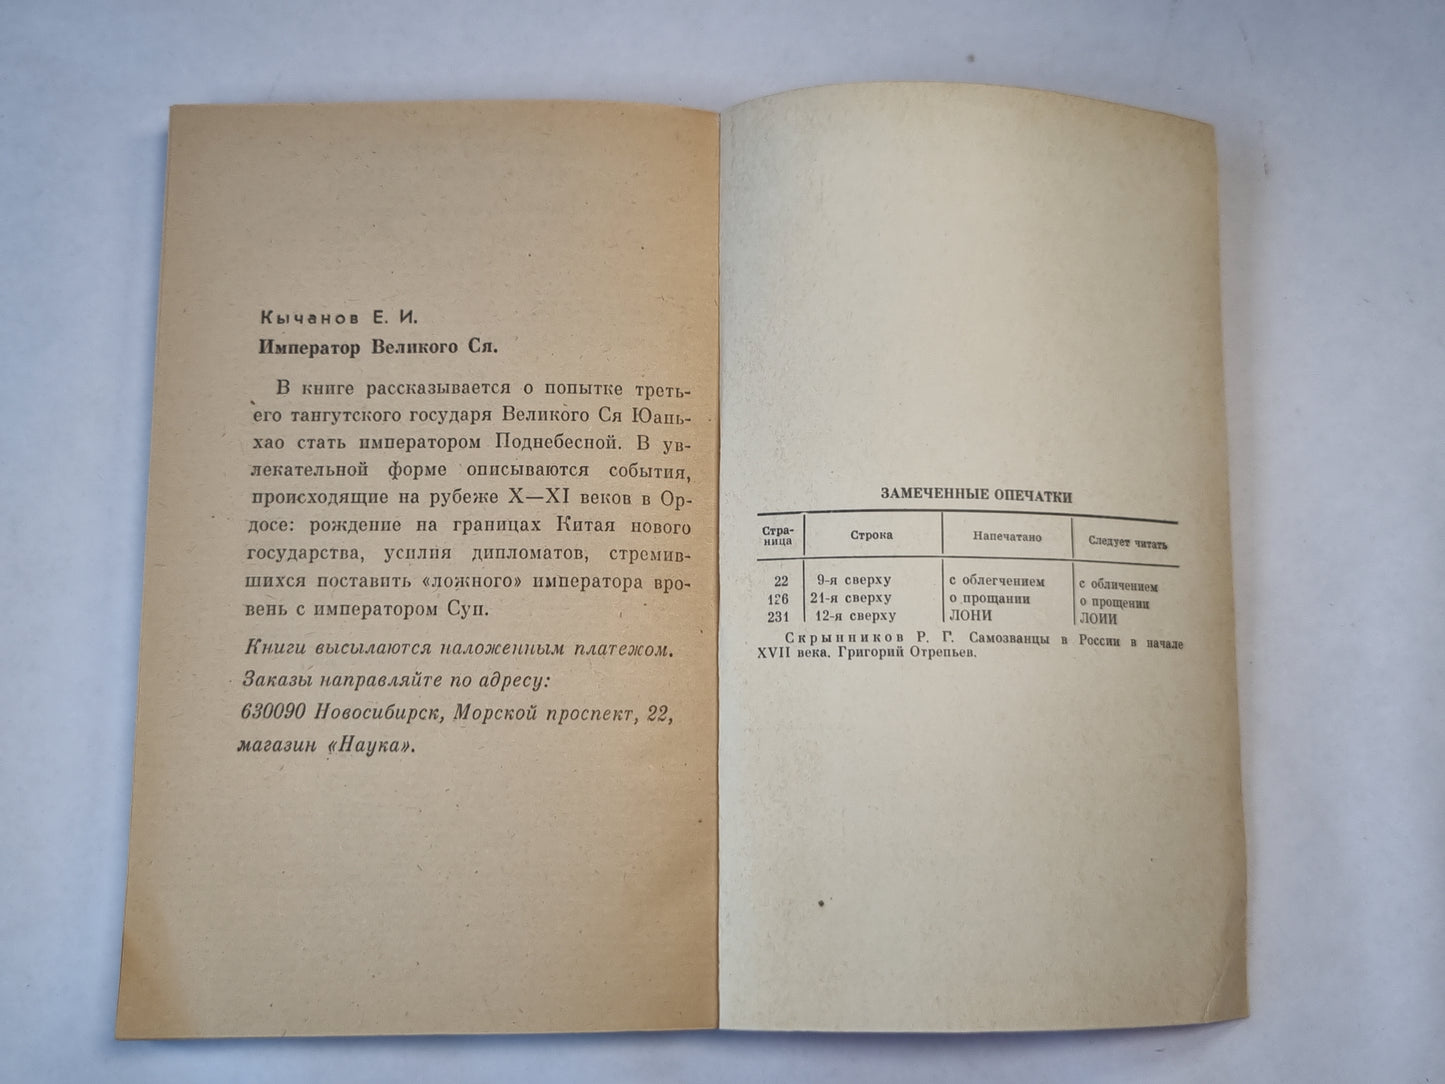 Кычанов Е. И.
Император Великого Ся.
В книге рассказывается о попытке треть-
его тангутского государя Великого Ся Юань-
хао стать императором Поднебесной. В ув-
лекательной форме описываются события,
происходящие на рубеже X—XI веков в Ор-
досе: рождение на границах Китая нового
государства, усилия дипломатов, стремив-
шихся поставить «ложного» императора вро-
вень с императором Сун.
Книги высылаются наложенным платежом.
Заказы направляйте по адресу:
630090 Новосибирск, Морской проспект, 22,
магазин «Наука».
ЗАМЕЧЕННЫЕ ОПЕЧАТКИ
Стра-
ница Строка Напечатано Следует читать
22 9-я сверху с облегчением с обличением
126 21-я сверху о прощании о прощении
231 12-я сверху ЛОНИ ЛОИИ
Скрынников Р. Г. Самозванцы в России в начале
XVII века. Григорий Отрепьев.